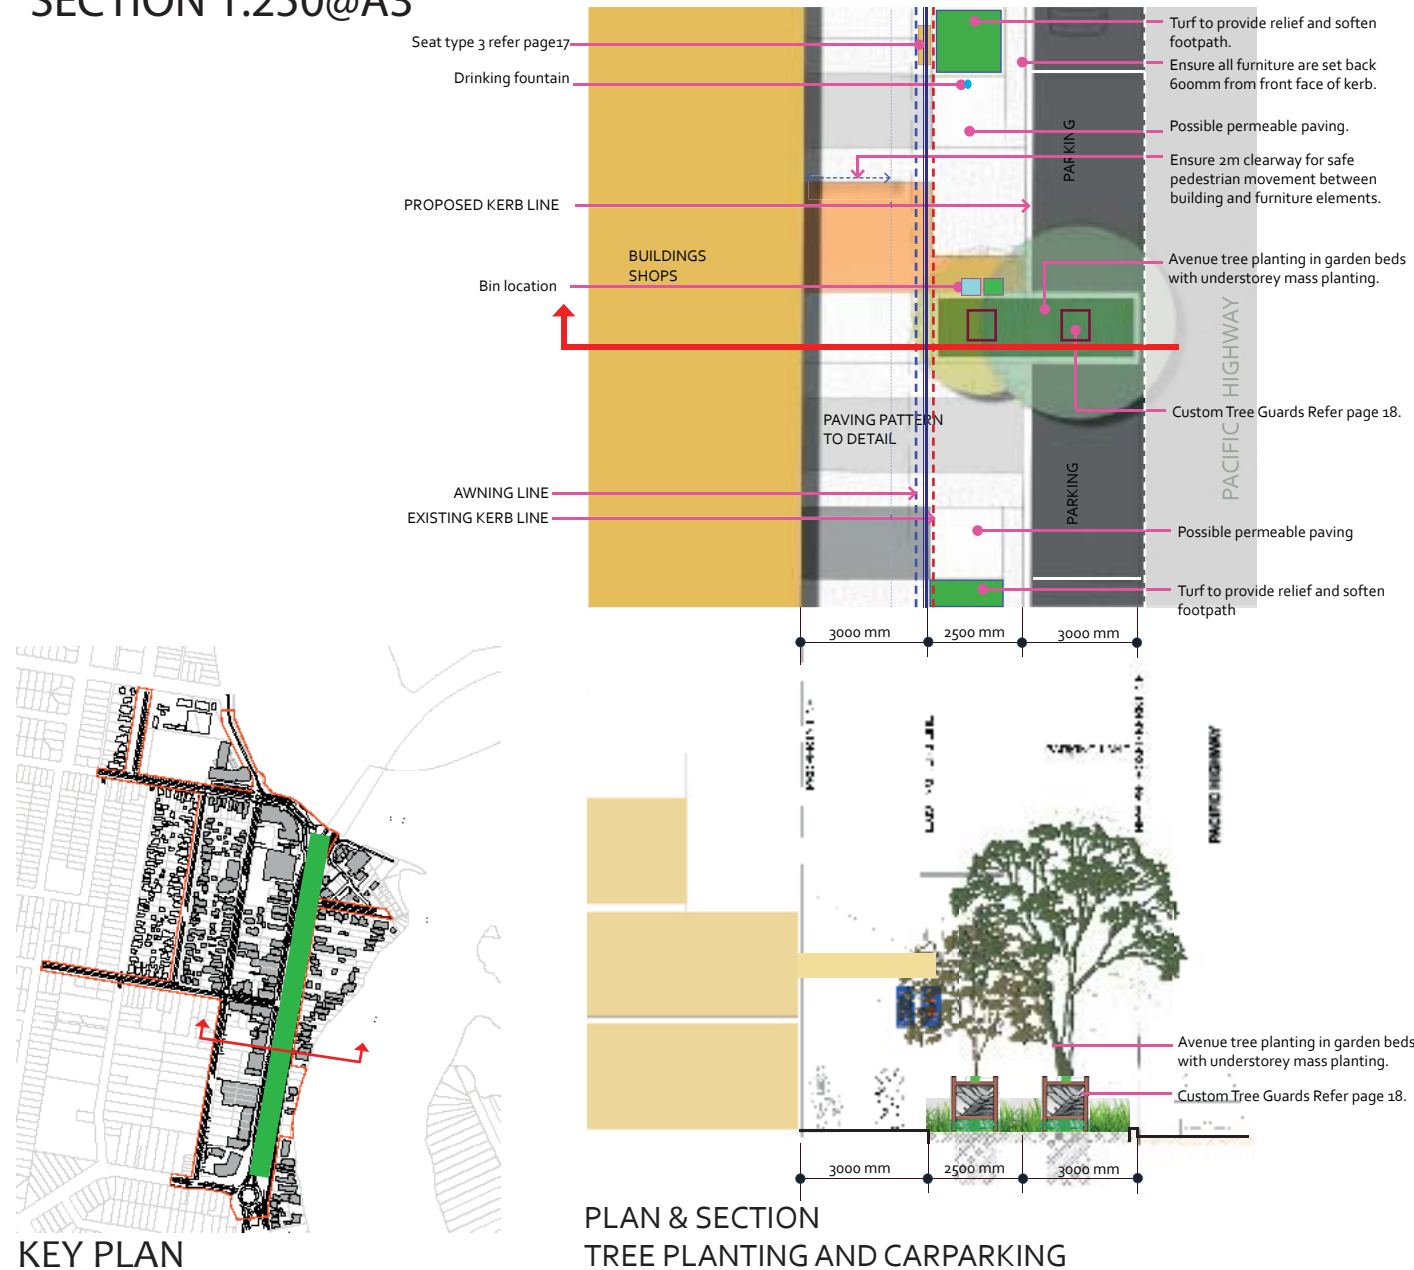 SECTION 1:250@A3
Seat type 3 refer page17
Drinking fountain
PROPOSED KERB LINE
BUILDINGS
SHOPS
Bin location
PAVING PATTERN
TO DETAIL
AWNING LINE
EXISTING KERB LINE
PARKING
PARKING
PACIFIC HIGHWAY
Turf to provide relief and soften
footpath.
Ensure all furniture are set back
600mm from front face of kerb.
Possible permeable paving.
Ensure 2m clearway for safe
pedestrian movement between
building and furniture elements.
Avenue tree planting in garden beds
with understorey mass planting.
Custom Tree Guards Refer page 18.
Possible permeable paving
Turf to provide relief and soften
footpath
3000 mm
2500 mm
3000 mm
PARKING LANE
PACIFIC HIGHWAY
Avenue tree planting in garden beds
with understorey mass planting.
Custom Tree Guards Refer page 18.
3000 mm
2500 mm
3000 mm
KEY PLAN
PLAN & SECTION
TREE PLANTING AND CARPARKING